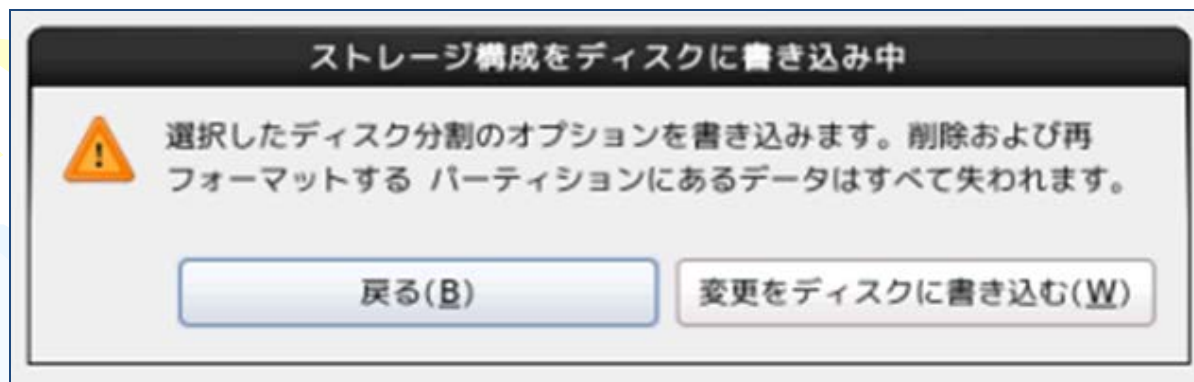 ストレージ構成をディスクに書き込み中
選択したディスク分割のオプションを書き込みます。削除および再
フォーマットする パーティションにあるデータはすべて失われます。
戻る(B)
変更をディスクに書き込む(W)